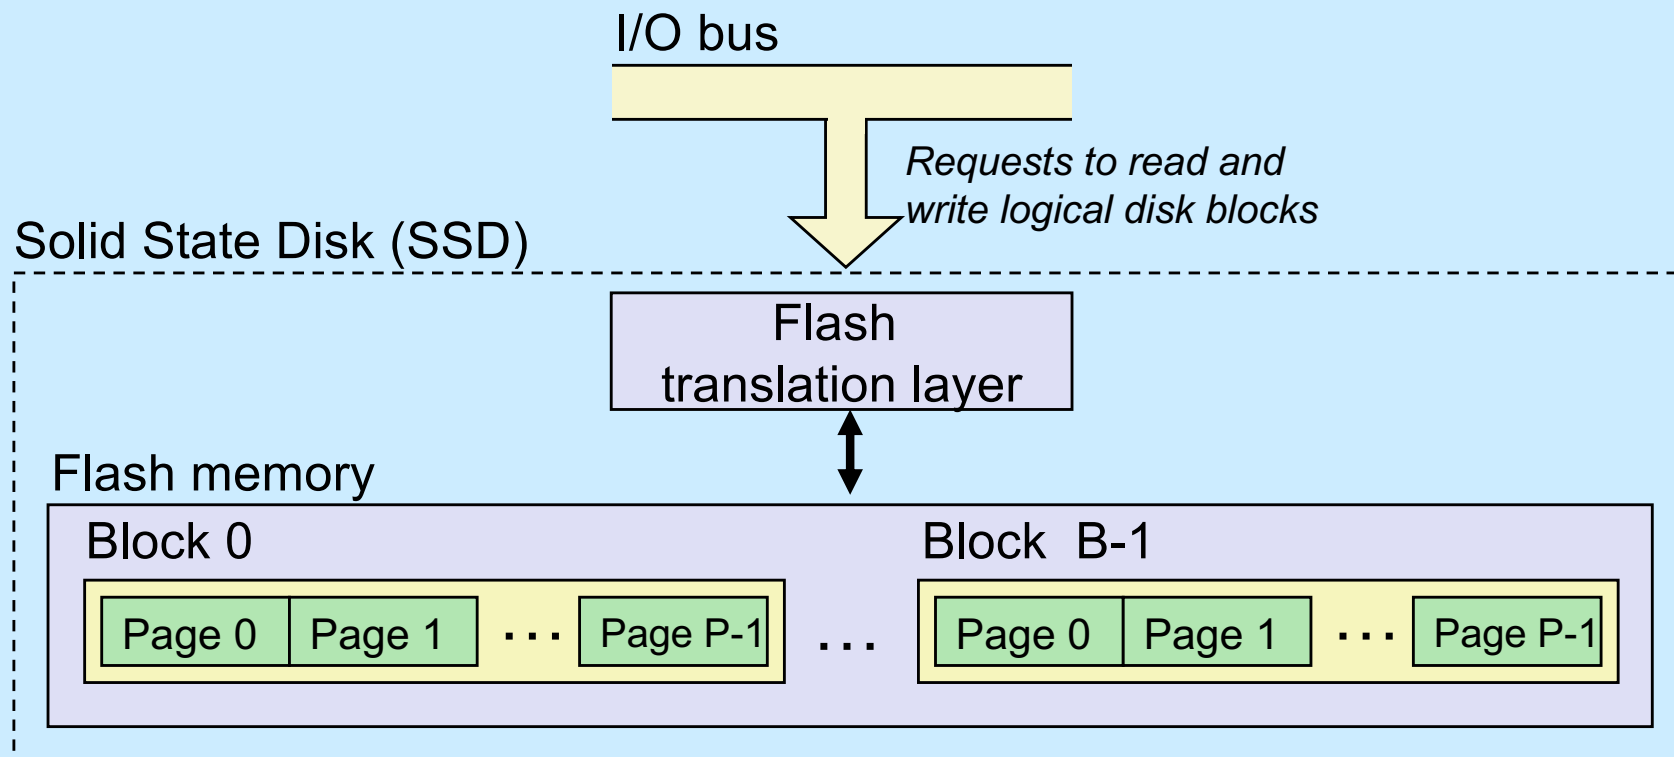 I/O bus
Requests to read and
write logical disk blocks
Solid State Disk (SSD)
Flash
translation layer
Flash memory
Block 0
Block B-1
Page 0 Page 1 ... Page P-1 ... Page 0 Page 1 ... Page P-1